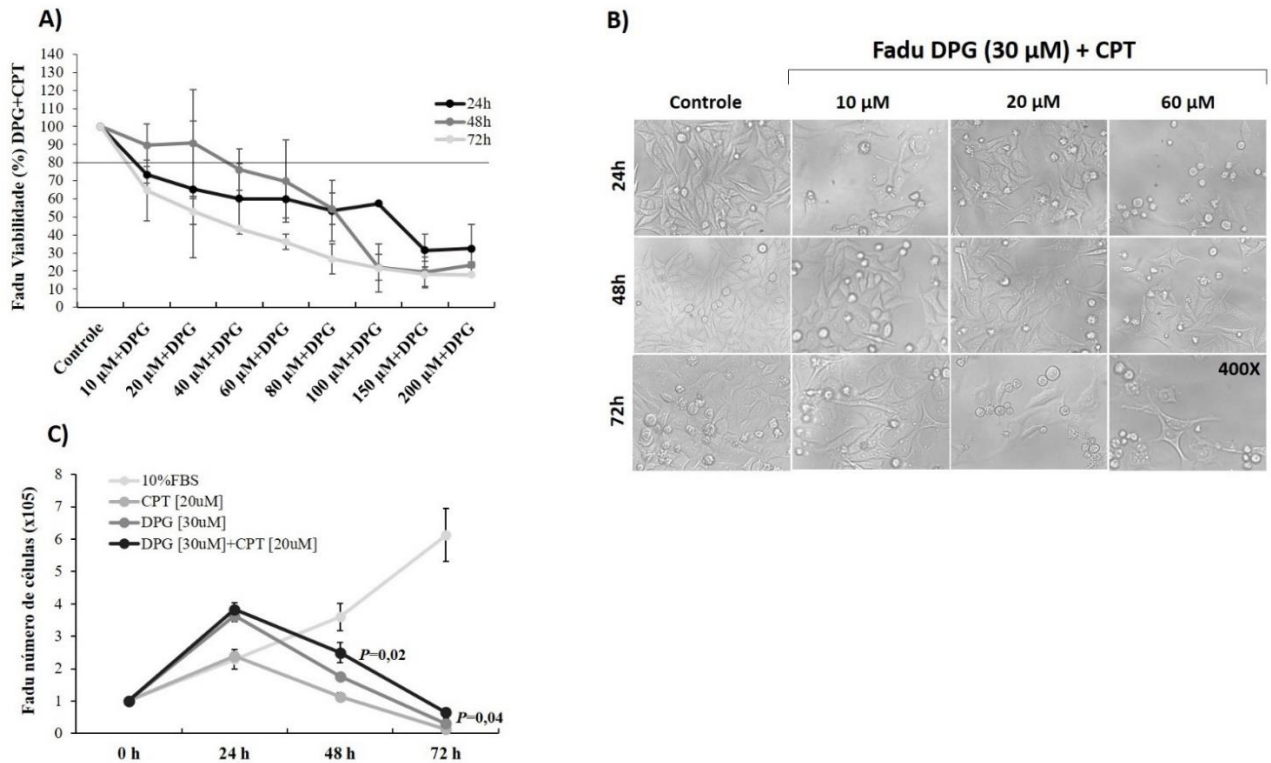 A)
Fadu Viabilidade (%) DPG+CPT
140
130
120
110
100
90
80
70
60
50
40
30
20
10
0
24h
48h
72h
Controle
10 µM+DPG
20 µM+DPG
40 µM+DPG
60 µM+DPG
80 µM+DPG
100 µM+DPG
150 µM+DPG
200 µM+DPG
B)
Fadu DPG (30 µM) + CPT
Controle 10 µM 20 µM 60 µM
24h
48h
72h
400X
C)
Fadu número de células (x105)
8
7
6
5
4
3
2
1
0
10%FBS
CPT [20uM]
DPG [30uM]
DPG [30uM]+CPT [20uM]
P=0,02
P=0,04
0 h 24 h 48 h 72 h